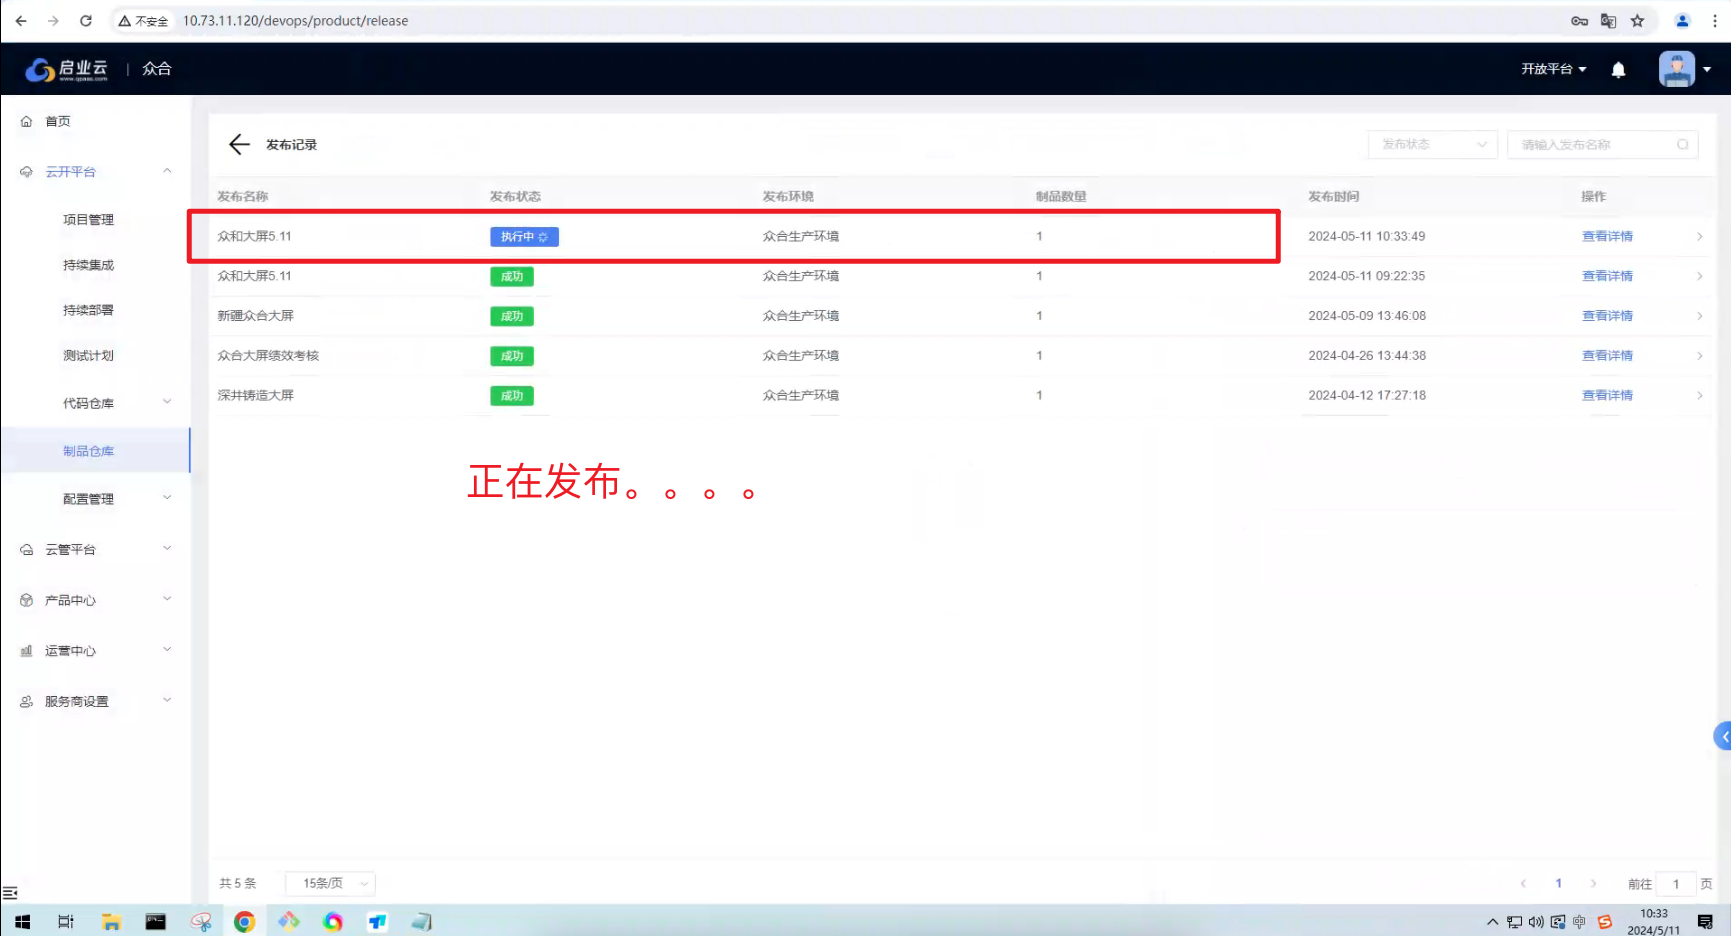 不安全 10.73.11.120/devops/product/release
启业云 | 众合 开放平台
www.qpaas.com
首页
云开平台
项目管理
持续集成
持续部署
测试计划
代码仓库
制品仓库
配置管理
云管平台
产品中心
运营中心
服务商设置
发布记录 发布状态 请输入发布名称
发布名称 发布状态 发布环境 制品数量 发布时间 操作
众和大屏5.11 执行中 众合生产环境 1 2024-05-11 10:33:49 查看详情
众和大屏5.11 成功 众合生产环境 1 2024-05-11 09:22:35 查看详情
新疆众合大屏 成功 众合生产环境 1 2024-05-09 13:46:08 查看详情
众合大屏绩效考核 成功 众合生产环境 1 2024-04-26 13:44:38 查看详情
深井铸造大屏 成功 众合生产环境 1 2024-04-12 17:27:18 查看详情
正在发布。。。。
共 5 条 15条/页 1 前往 1 页
中 10:33
2024/5/11